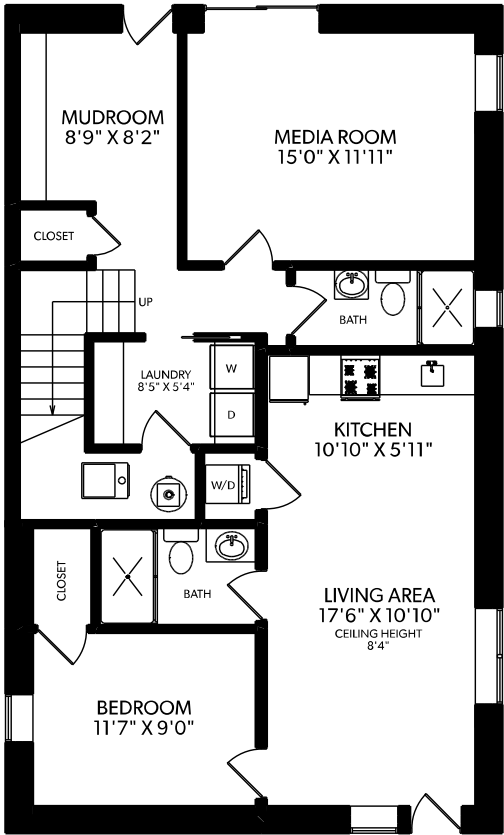 MUDROOM
8'9" X 8'2"
MEDIA ROOM
15'0" X 11'11"
CLOSET
UP
BATH
LAUNDRY
8'5" X 5'4"
W
D
KITCHEN
10'10" X 5'11"
W/D
CLOSET
BATH
LIVING AREA
17'6" X 10'10"
CEILING HEIGHT
8'4"
BEDROOM
11'7" X 9'0"